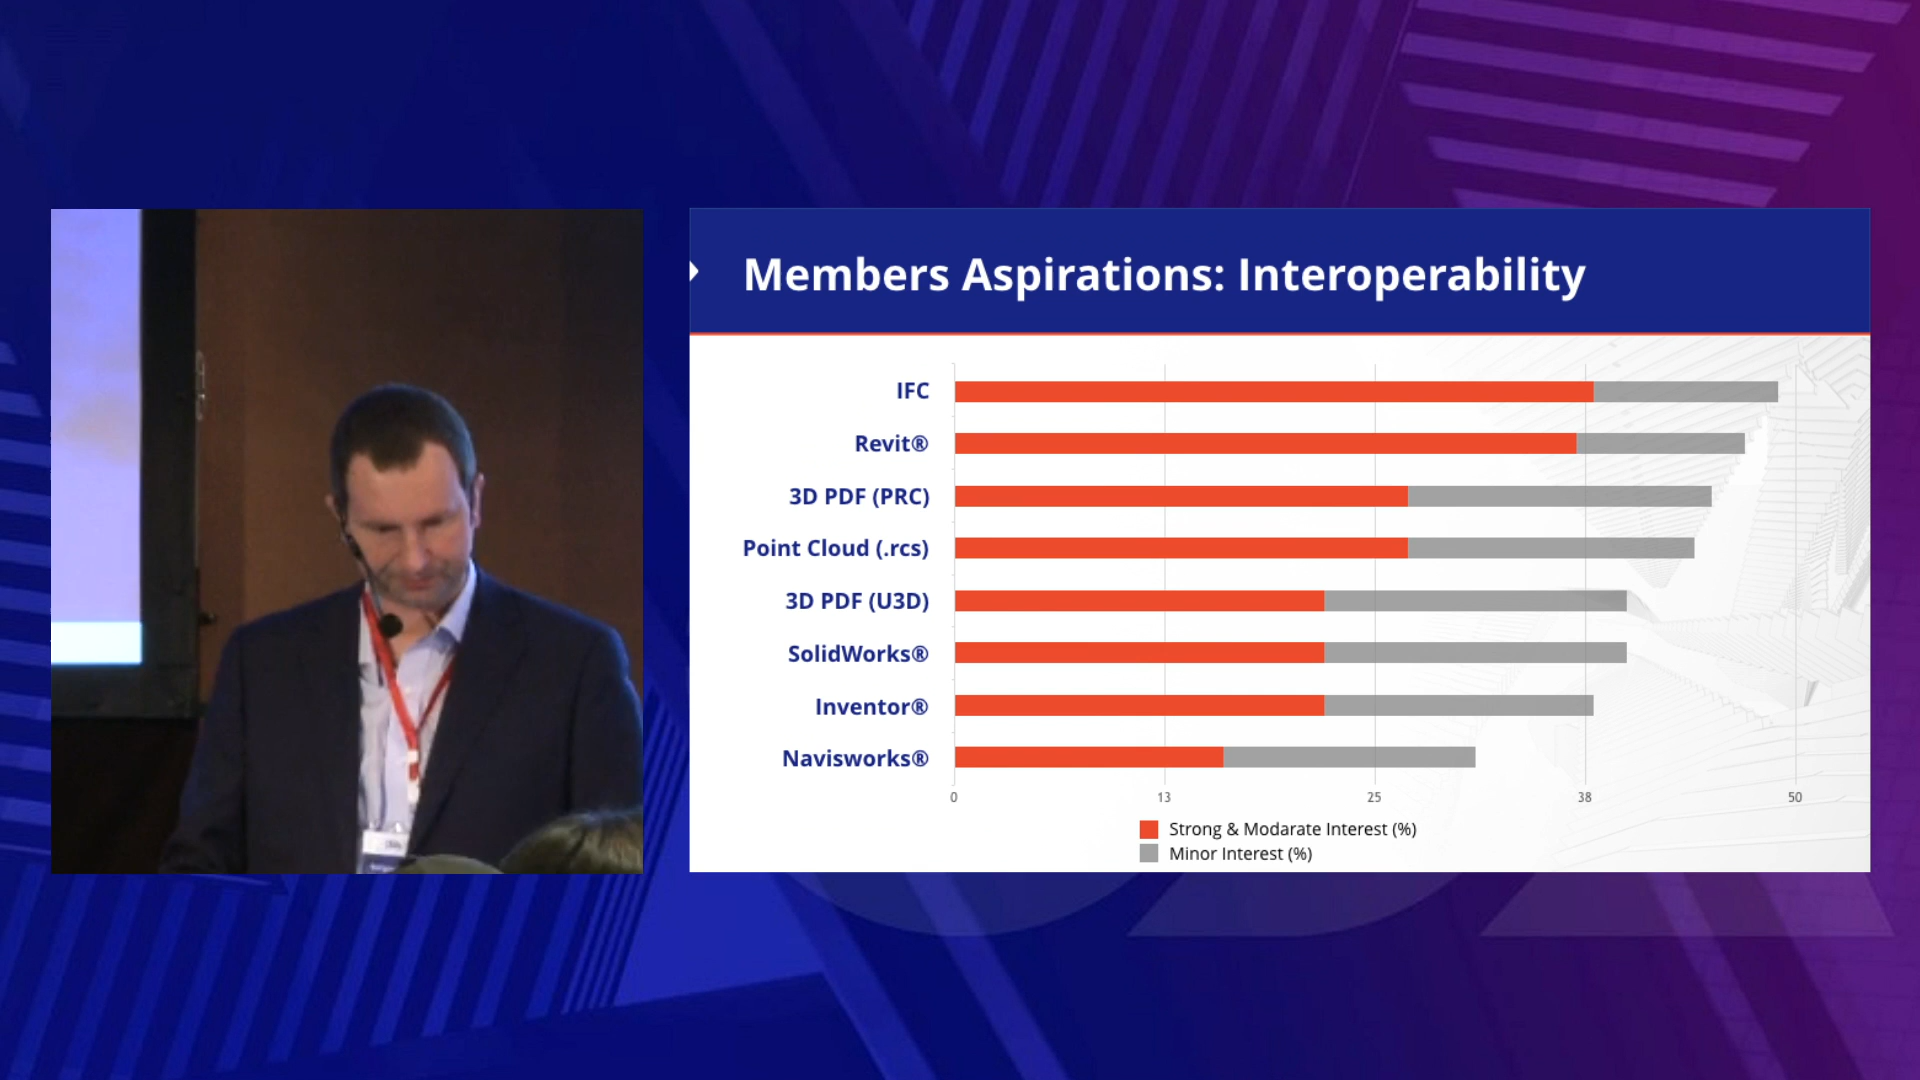 Members Aspirations: Interoperability
IFC
Revit®
3D PDF (PRC)
Point Cloud (.rcs)
3D PDF (U3D)
SolidWorks®
Inventor®
Navisworks®
0 13 25 38 50
Strong & Modarate Interest (%)
Minor Interest (%)